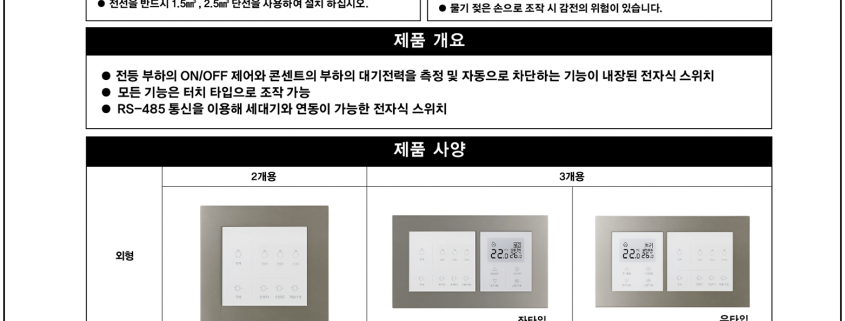 ● 전선을 반드시 1.5㎟, 2.5㎟ 단선을 사용하여 설치 하십시오.
● 물기 젖은 손으로 조작 시 감전의 위험이 있습니다.
제품 개요
● 전등 부하의 ON/OFF 제어와 콘센트의 부하의 대기전력을 측정 및 자동으로 차단하는 기능이 내장된 전자식 스위치
● 모든 기능은 터치 타입으로 조작 가능
● RS-485 통신을 이용해 세대기와 연동이 가능한 전자식 스위치
제품 사양
2개용 3개용
외형
22.0 26
22.0 26
좌타입 우타입